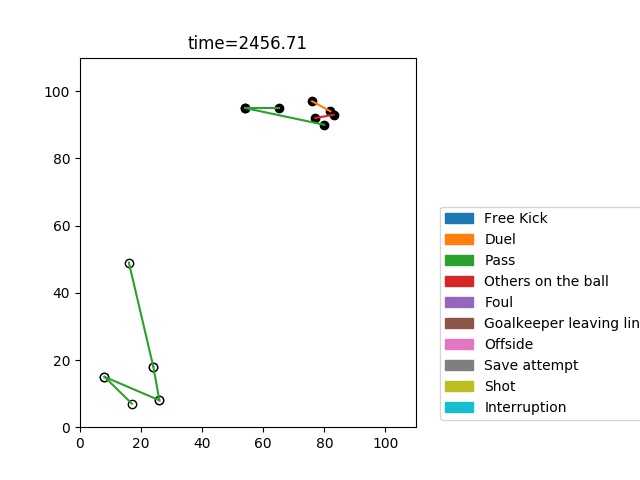 time=2456.71
100
80
60
40
20
0
0 20 40 60 80 100
Free Kick
Duel
Pass
Others on the ball
Foul
Goalkeeper leaving lin
Offside
Save attempt
Shot
Interruption